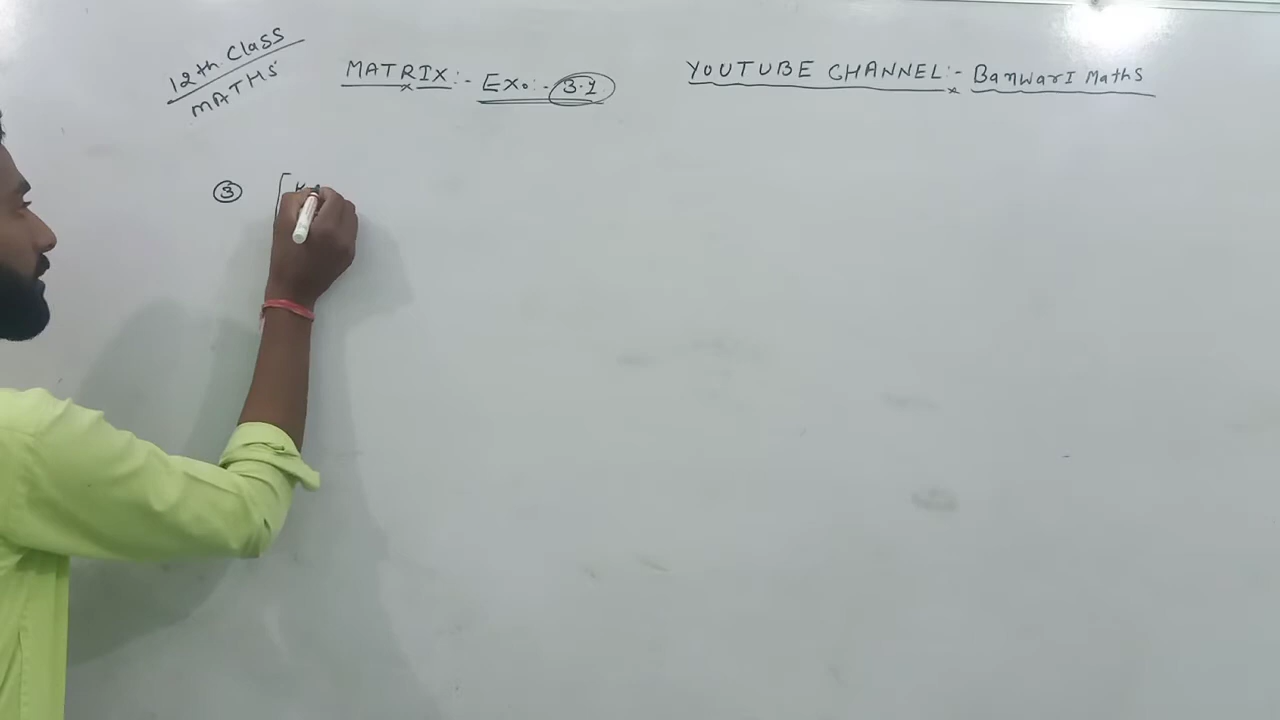 12th Class
MATHS
MATRIX:- Ex:- 3.1
YOUTUBE CHANNEL:- BanwarI Maths
③ [